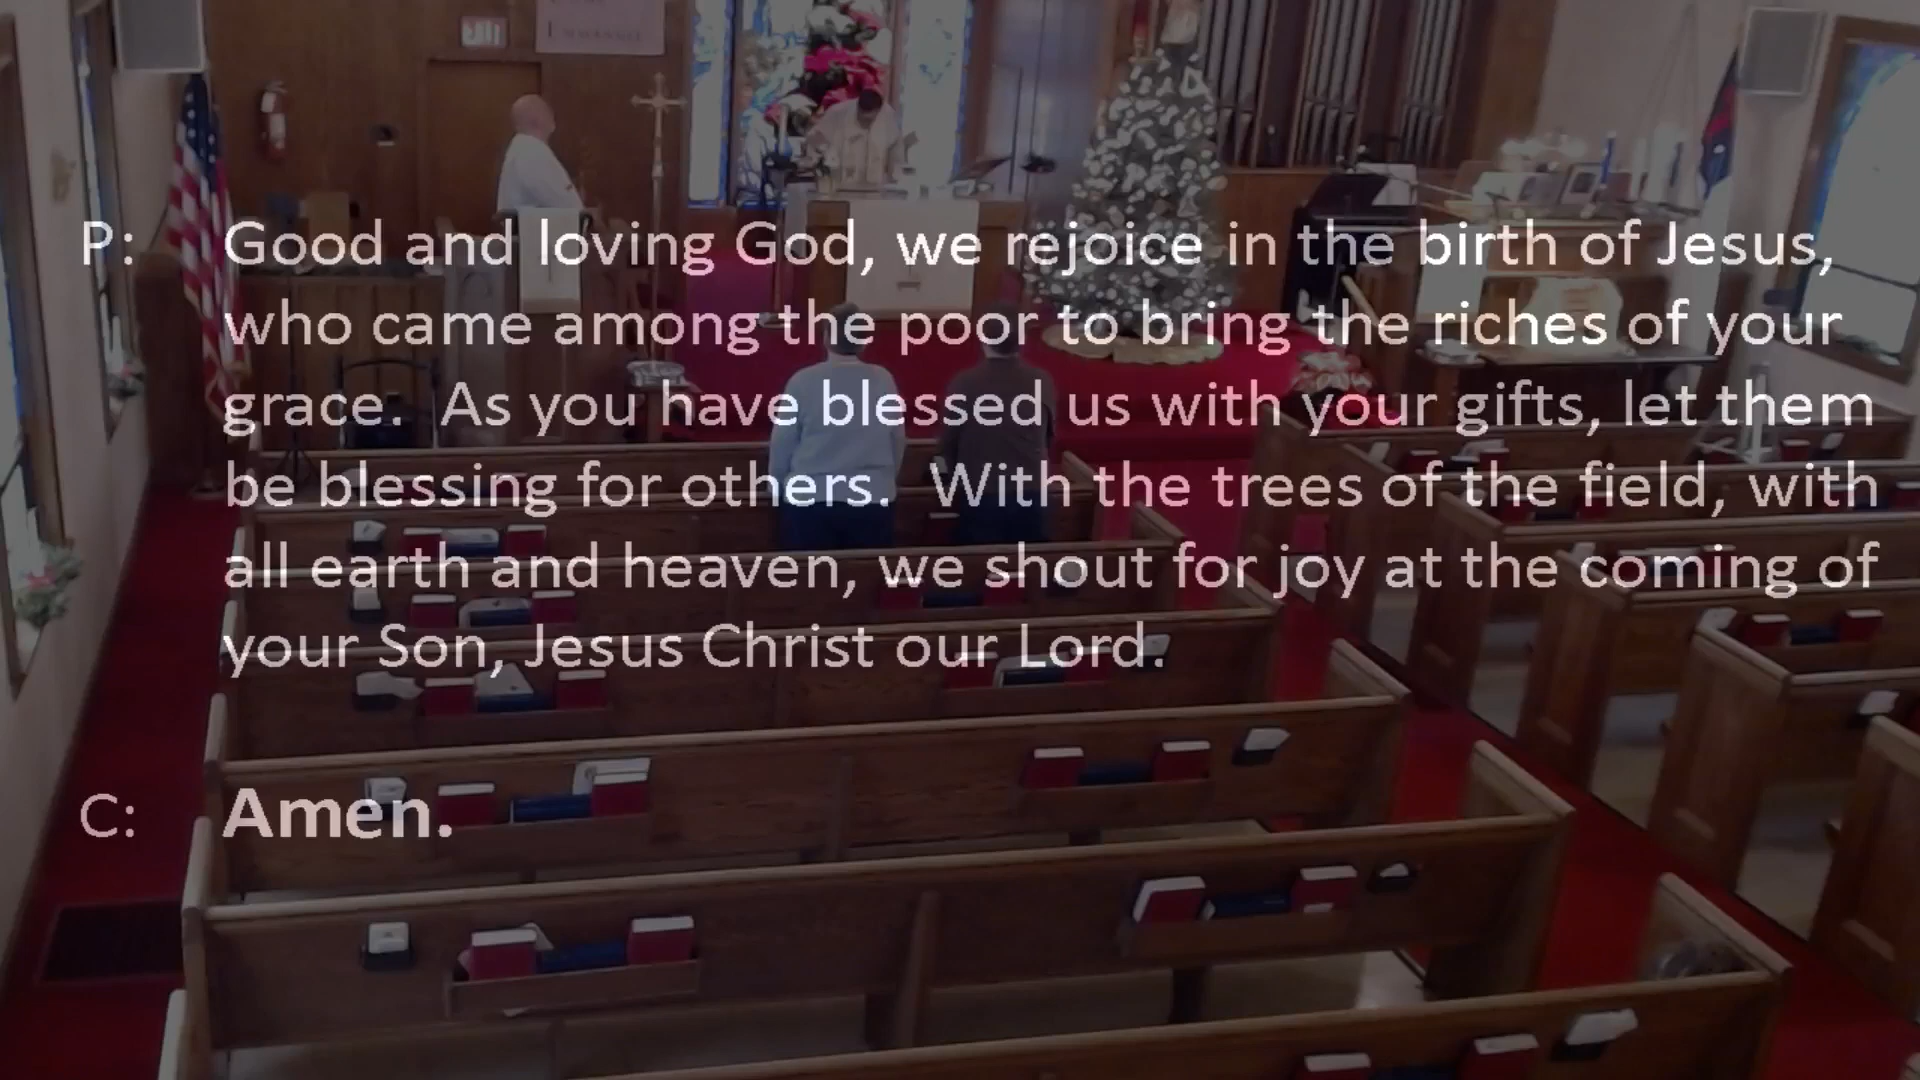 P: Good and loving God, we rejoice in the birth of Jesus,
who came among the poor to bring the riches of your
grace. As you have blessed us with your gifts, let them
be blessing for others. With the trees of the field, with
all earth and heaven, we shout for joy at the coming of
your Son, Jesus Christ our Lord.
C: Amen.